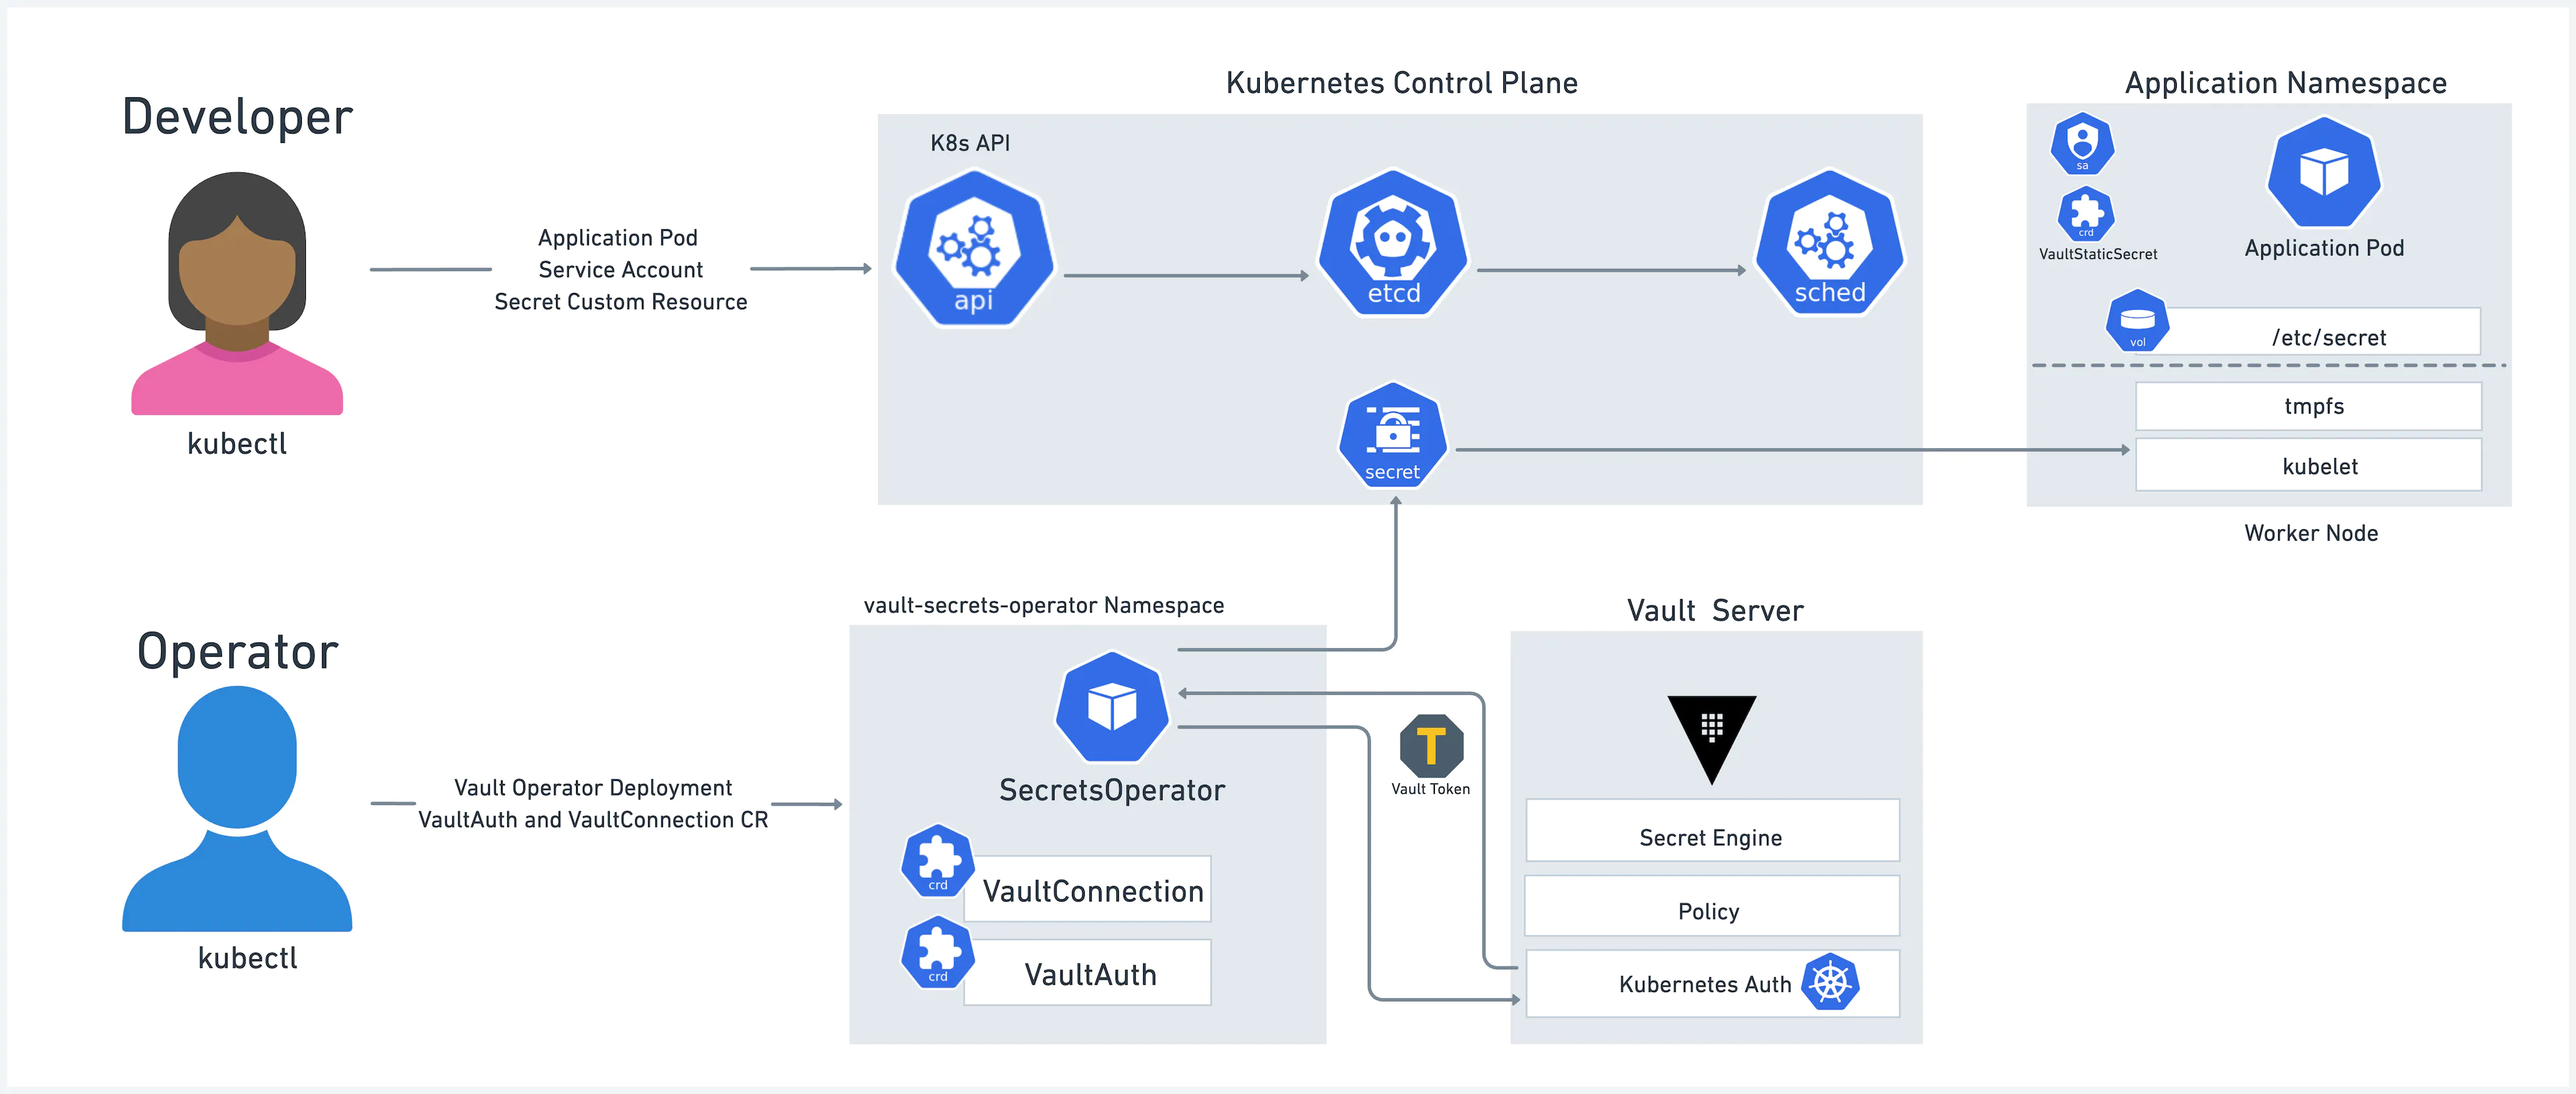 Developer
kubectl
Application Pod
Service Account
Secret Custom Resource
Kubernetes Control Plane
K8s API
api
etcd
sched
secret
Application Namespace
sa
crd
VaultStaticSecret
Application Pod
vol
/etc/secret
tmpfs
kubelet
Worker Node
Operator
kubectl
Vault Operator Deployment
VaultAuth and VaultConnection CR
vault-secrets-operator Namespace
SecretsOperator
crd
VaultConnection
crd
VaultAuth
T
Vault Token
Vault Server
Secret Engine
Policy
Kubernetes Auth